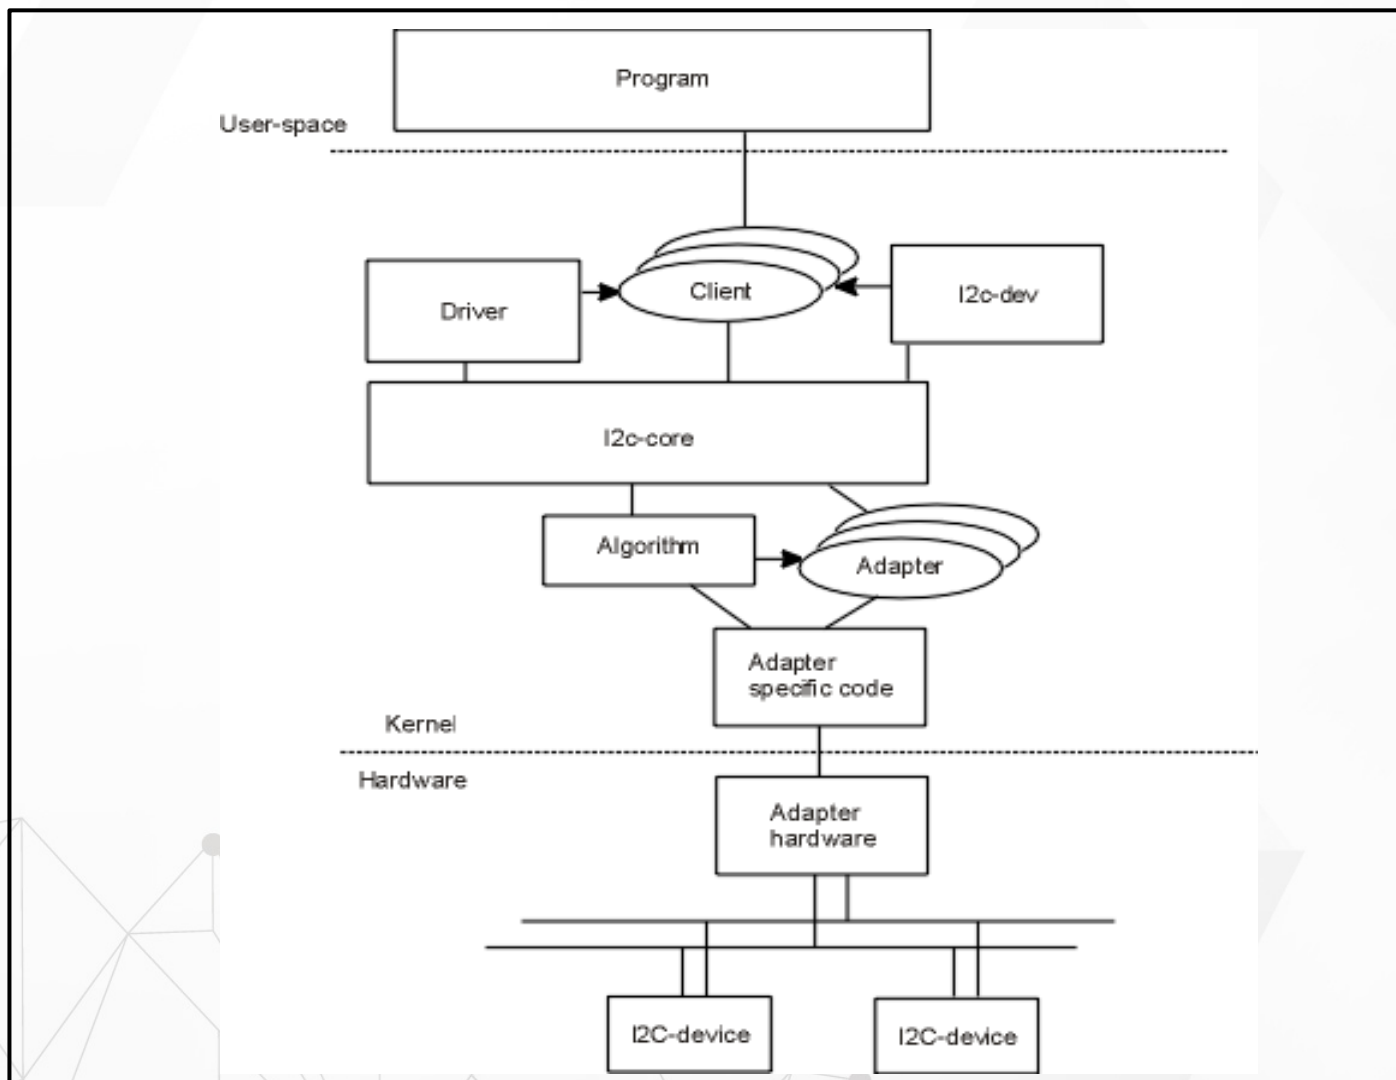 Program
User-space
Client
I2c-dev
Driver
I2c-core
Algorithm
Adapter
Adapter
specific code
Kernel
Hardware
Adapter
hardware
I2C-device
I2C-device